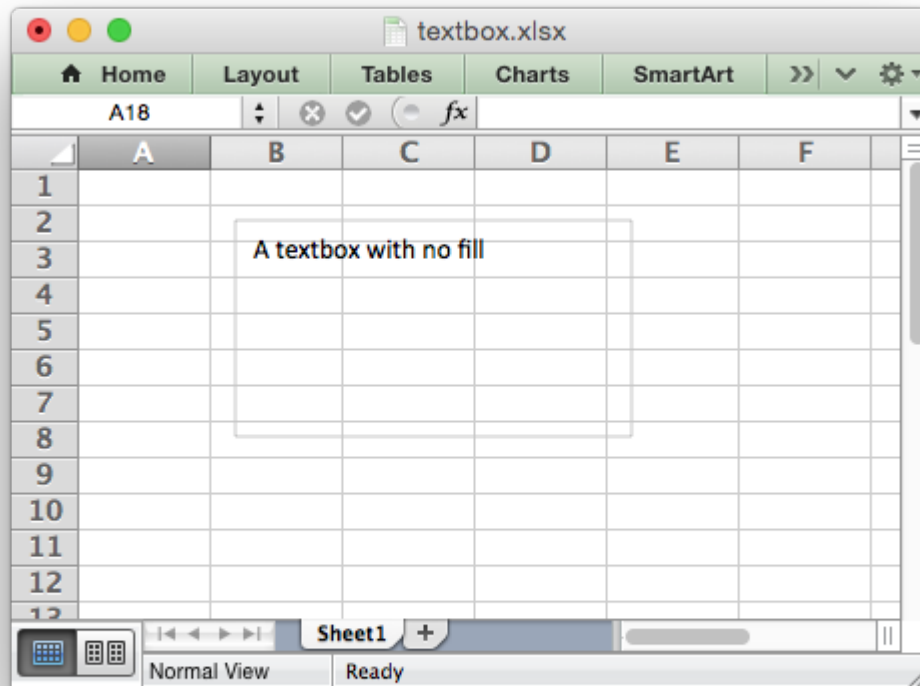 textbox.xlsx
Home Layout Tables Charts SmartArt
A18 fx
A B C D E F
1
2
A textbox with no fill
3
4
5
6
7
8
9
10
11
12
13
Sheet1 +
Normal View Ready